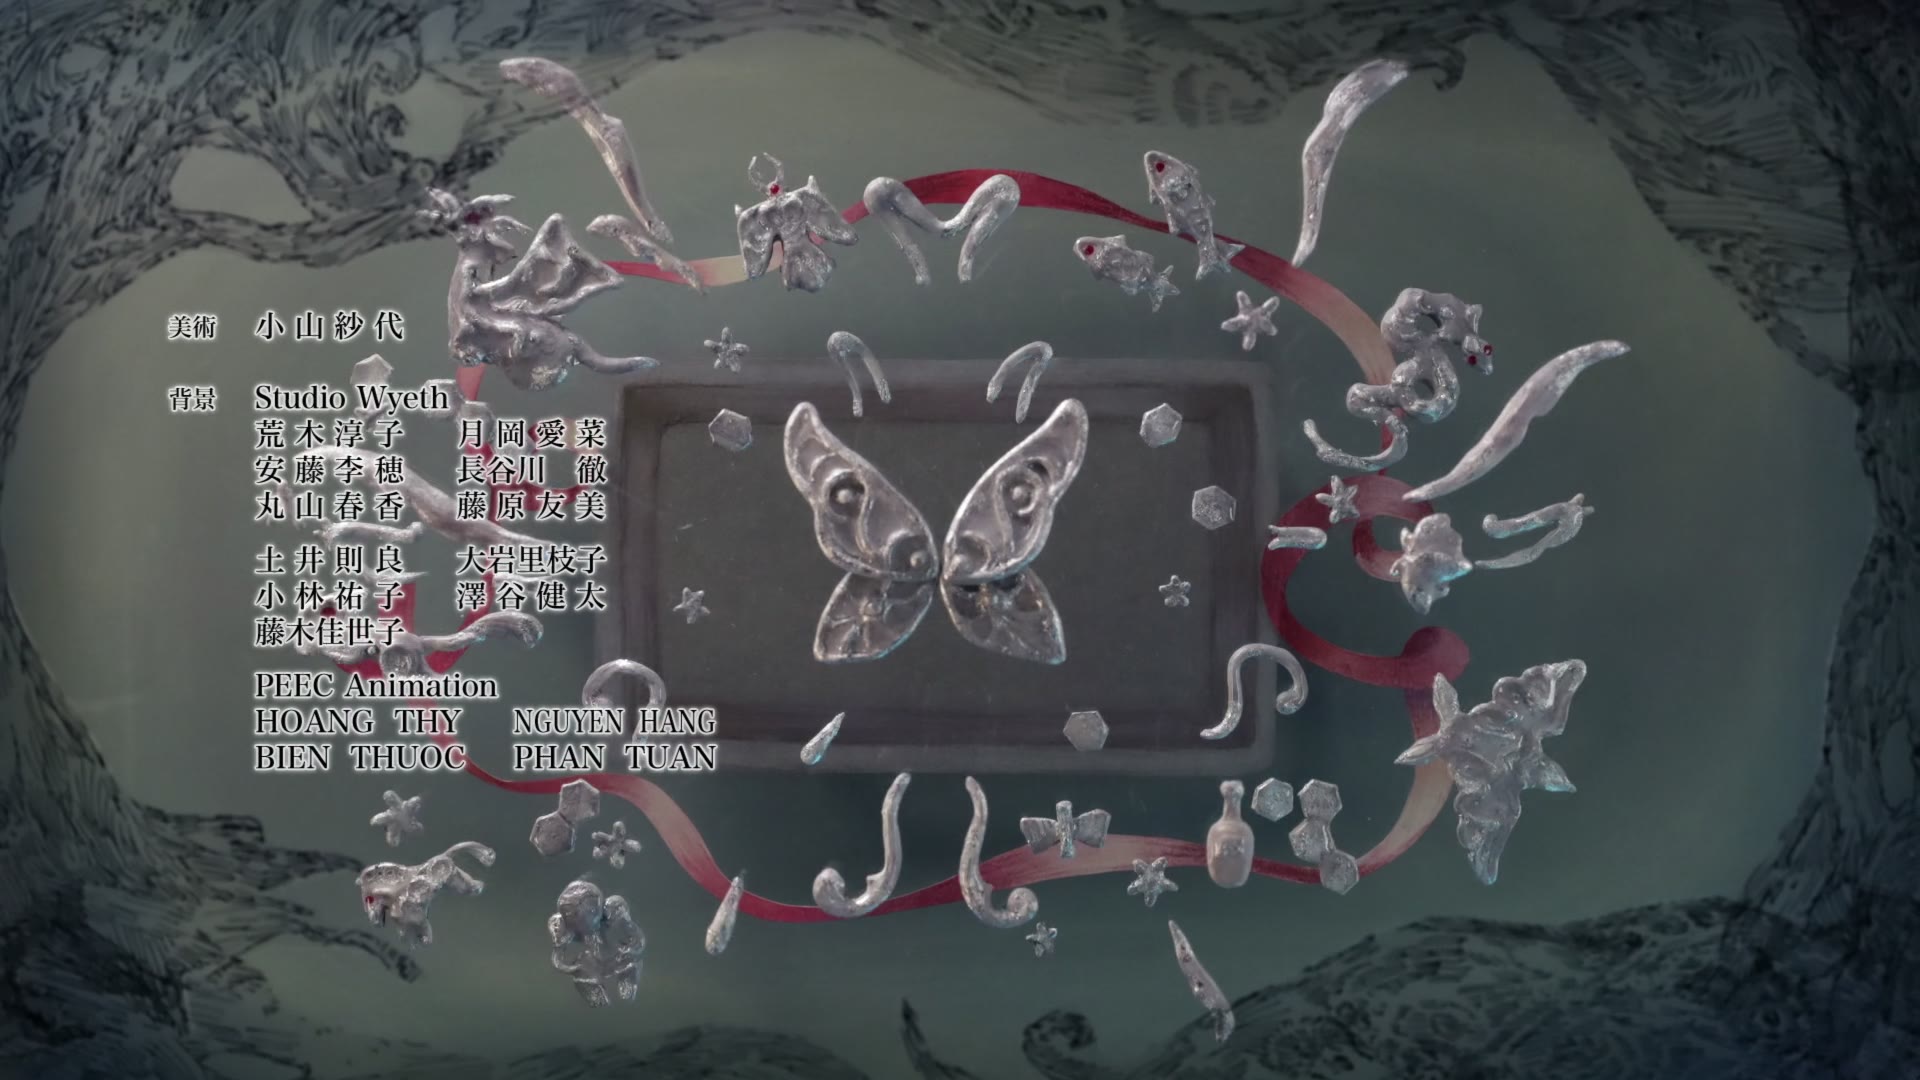 美術 小山紗代
背景 Studio Wyeth
荒木淳子 月岡愛菜
安藤李穂 長谷川 徹
丸山春香 藤原友美
土井則良 大岩里枝子
小林祐子 澤谷健太
藤木佳世子
PEEC Animation
HOANG THY NGUYEN HANG
BIEN THUOC PHAN TUAN